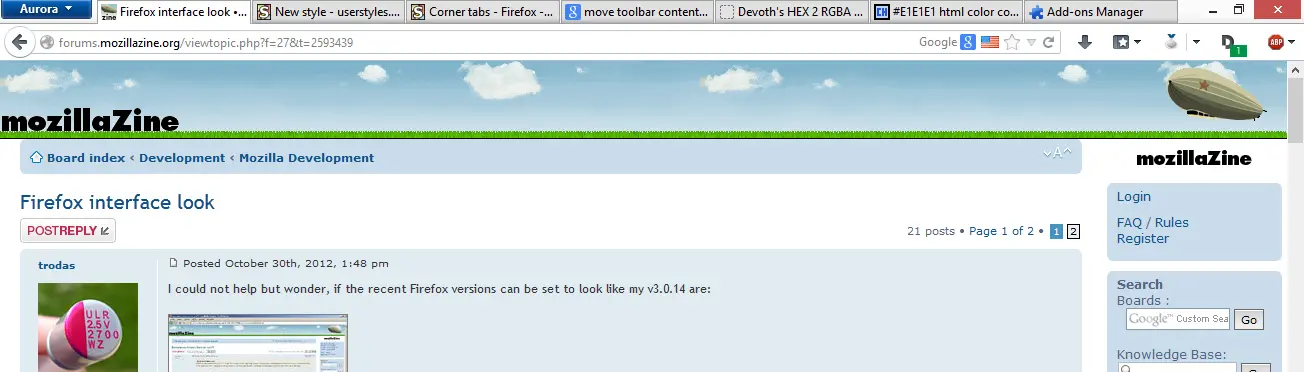 Aurora
Firefox interface look •...
New style - userstyles....
Corner tabs - Firefox -...
move toolbar content...
Devoth's HEX 2 RGBA ...
#E1E1E1 html color co...
Add-ons Manager
forums.mozillazine.org/viewtopic.php?f=27&t=2593439
Google
1
ABP
mozillaZine
Board index ‹ Development ‹ Mozilla Development
A
mozillaZine
Firefox interface look
Login
POSTREPLY
21 posts • Page 1 of 2 • 1 2
FAQ / Rules
Register
trodas
Posted October 30th, 2012, 1:48 pm
I could not help but wonder, if the recent Firefox versions can be set to look like my v3.0.14 are:
Search
Boards :
Google™ Custom Sea
Go
ULR
2.5V
2700
WZ
Knowledge Base: